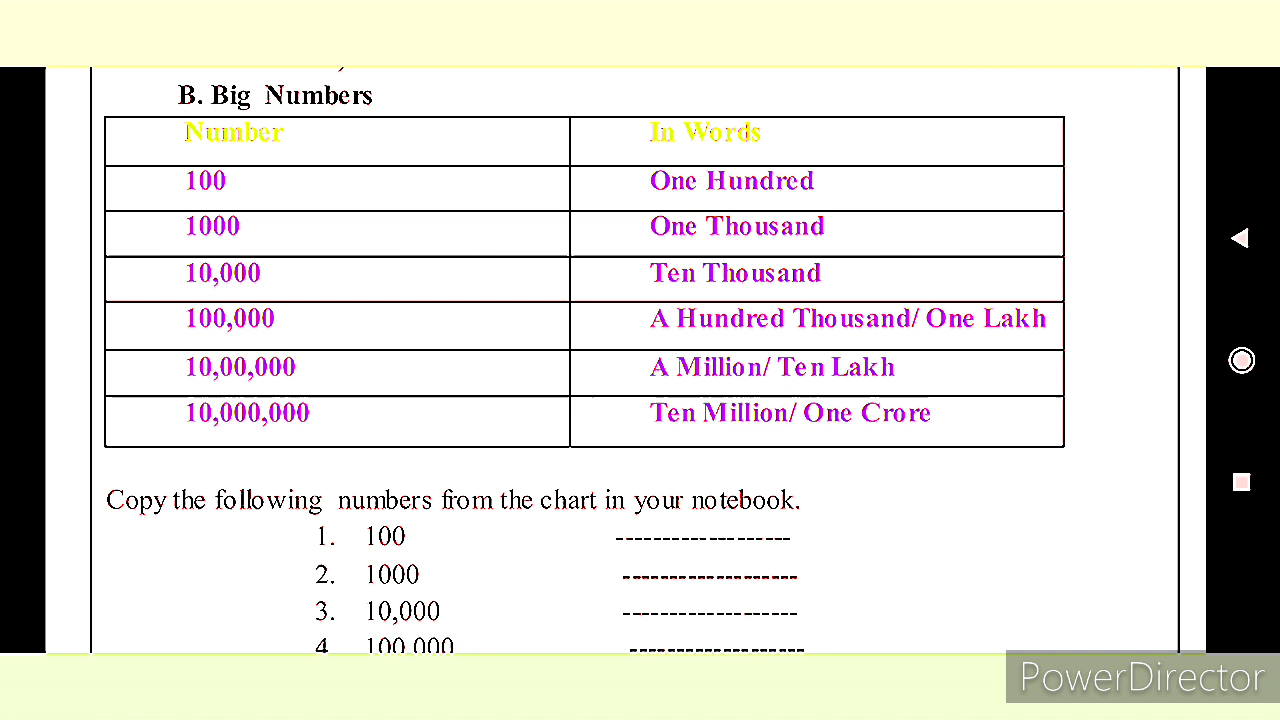 B. Big Numbers
Number In Words
100 One Hundred
1000 One Thousand
10,000 Ten Thousand
100,000 A Hundred Thousand/ One Lakh
10,00,000 A Million/ Ten Lakh
10,000,000 Ten Million/ One Crore
Copy the following numbers from the chart in your notebook.
1. 100 -------------------
2. 1000 -------------------
3. 10,000 -------------------
4. 100,000 -------------------
PowerDirector